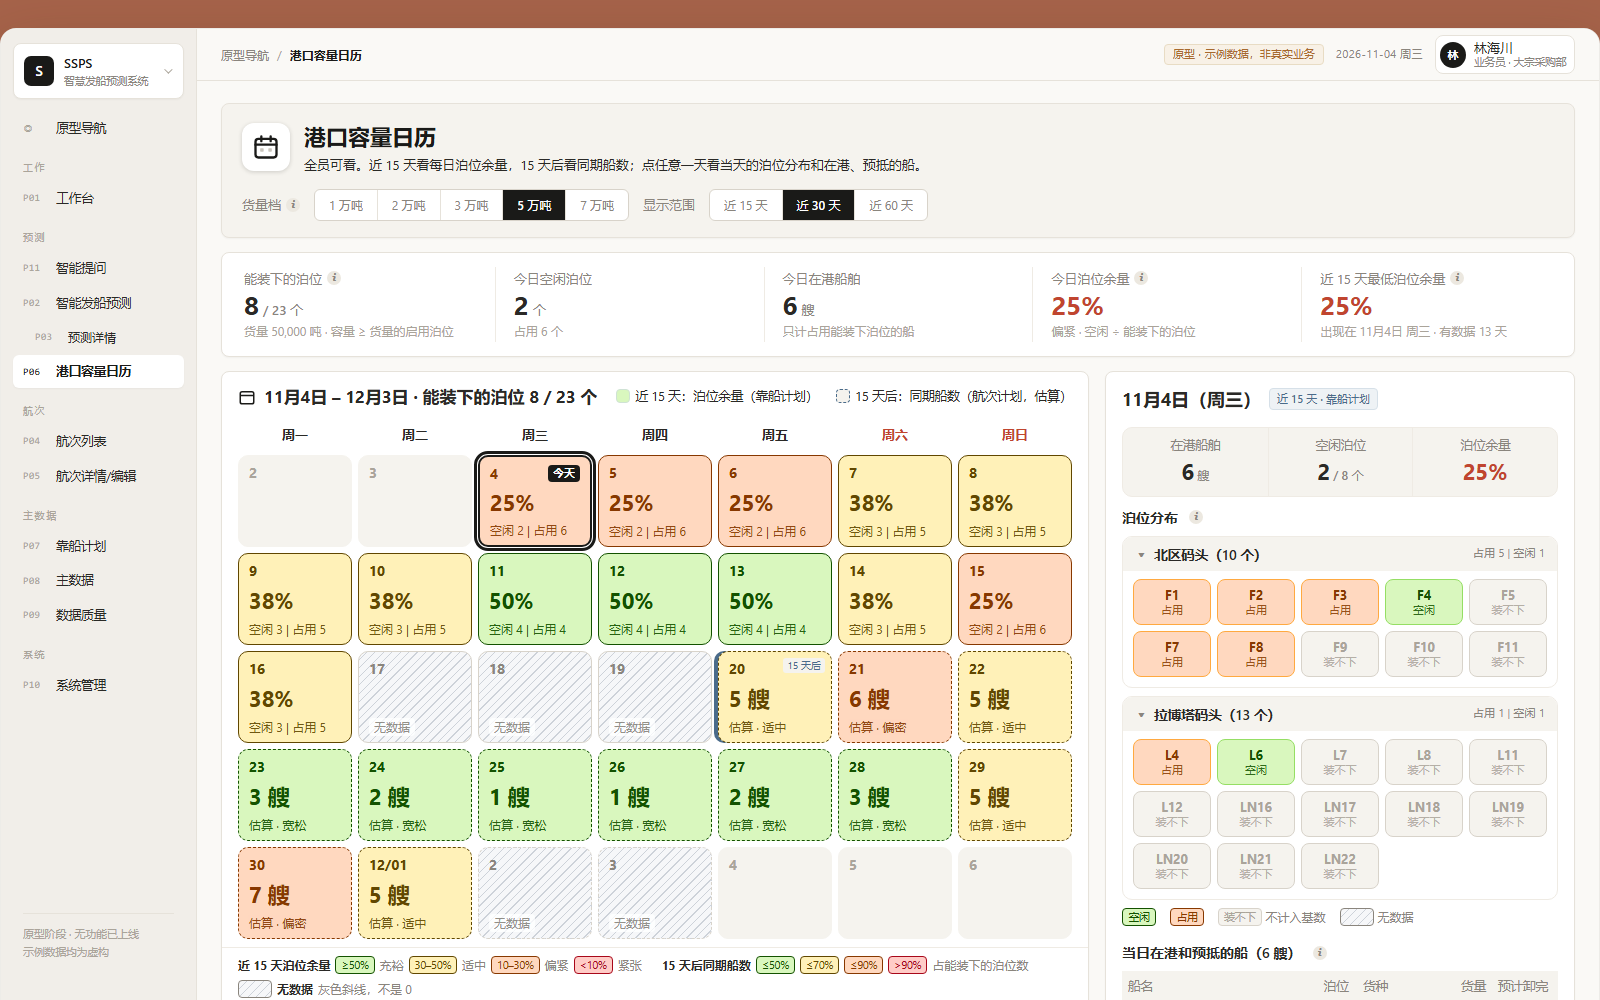 S
SSPS
智慧发船预测系统
原型导航
工作
P01 工作台
预测
P11 智能提问
P02 智能发船预测
P03 预测详情
P06 港口容量日历
航次
P04 航次列表
P05 航次详情/编辑
主数据
P07 靠船计划
P08 主数据
P09 数据质量
系统
P10 系统管理
原型阶段 · 无功能已上线
示例数据均为虚构
原型导航 / 港口容量日历
原型 · 示例数据，非真实业务
2026-11-04 周三
林
林海川
业务员 · 大宗采购部
港口容量日历
全员可看。近 15 天看每日泊位余量，15 天后看同期船数；点任意一天看当天的泊位分布和在港、预抵的船。
货量档 i 1 万吨 2 万吨 3 万吨 5 万吨 7 万吨 显示范围 近 15 天 近 30 天 近 60 天
能装下的泊位 i
8 / 23 个
货量 50,000 吨 · 容量 ≥ 货量的启用泊位
今日空闲泊位
2 个
占用 6 个
今日在港船舶
6 艘
只计占用能装下泊位的船
今日泊位余量 i
25%
偏紧 · 空闲 ÷ 能装下的泊位
近 15 天最低泊位余量 i
25%
出现在 11月4日 周三 · 有数据 13 天
11月4日 – 12月3日 · 能装下的泊位 8 / 23 个
近 15 天：泊位余量（靠船计划）
15 天后：同期船数（航次计划，估算）
周一 周二 周三 周四 周五 周六 周日
2
3
4 今天
25%
空闲 2 | 占用 6
5
25%
空闲 2 | 占用 6
6
25%
空闲 2 | 占用 6
7
38%
空闲 3 | 占用 5
8
38%
空闲 3 | 占用 5
9
38%
空闲 3 | 占用 5
10
38%
空闲 3 | 占用 5
11
50%
空闲 4 | 占用 4
12
50%
空闲 4 | 占用 4
13
50%
空闲 4 | 占用 4
14
38%
空闲 3 | 占用 5
15
25%
空闲 2 | 占用 6
16
38%
空闲 3 | 占用 5
17
无数据
18
无数据
19
无数据
20 15 天后
5 艘
估算 · 适中
21
6 艘
估算 · 偏密
22
5 艘
估算 · 适中
23
3 艘
估算 · 宽松
24
2 艘
估算 · 宽松
25
1 艘
估算 · 宽松
26
1 艘
估算 · 宽松
27
2 艘
估算 · 宽松
28
3 艘
估算 · 宽松
29
5 艘
估算 · 适中
30
7 艘
估算 · 偏密
12/01
5 艘
估算 · 适中
2
无数据
3
无数据
4
5
6
近 15 天泊位余量 ≥50% 充裕 30–50% 适中 10–30% 偏紧 <10% 紧张 15 天后同期船数 ≤50% ≤70% ≤90% >90% 占能装下的泊位数
无数据 灰色斜线，不是 0
11月4日（周三） 近 15 天 · 靠船计划
在港船舶
6 艘
空闲泊位
2 / 8 个
泊位余量
25%
泊位分布 i
北区码头（10 个） 占用 5 | 空闲 1
F1
占用
F2
占用
F3
占用
F4
空闲
F5
装不下
F7
占用
F8
占用
F9
装不下
F10
装不下
F11
装不下
拉博塔码头（13 个） 占用 1 | 空闲 1
L4
占用
L6
空闲
L7
装不下
L8
装不下
L11
装不下
L12
装不下
LN16
装不下
LN17
装不下
LN18
装不下
LN19
装不下
LN20
装不下
LN21
装不下
LN22
装不下
空闲 占用 装不下 不计入基数 无数据
当日在港和预抵的船（6 艘） i
船名 泊位 货种 货量 预计卸完